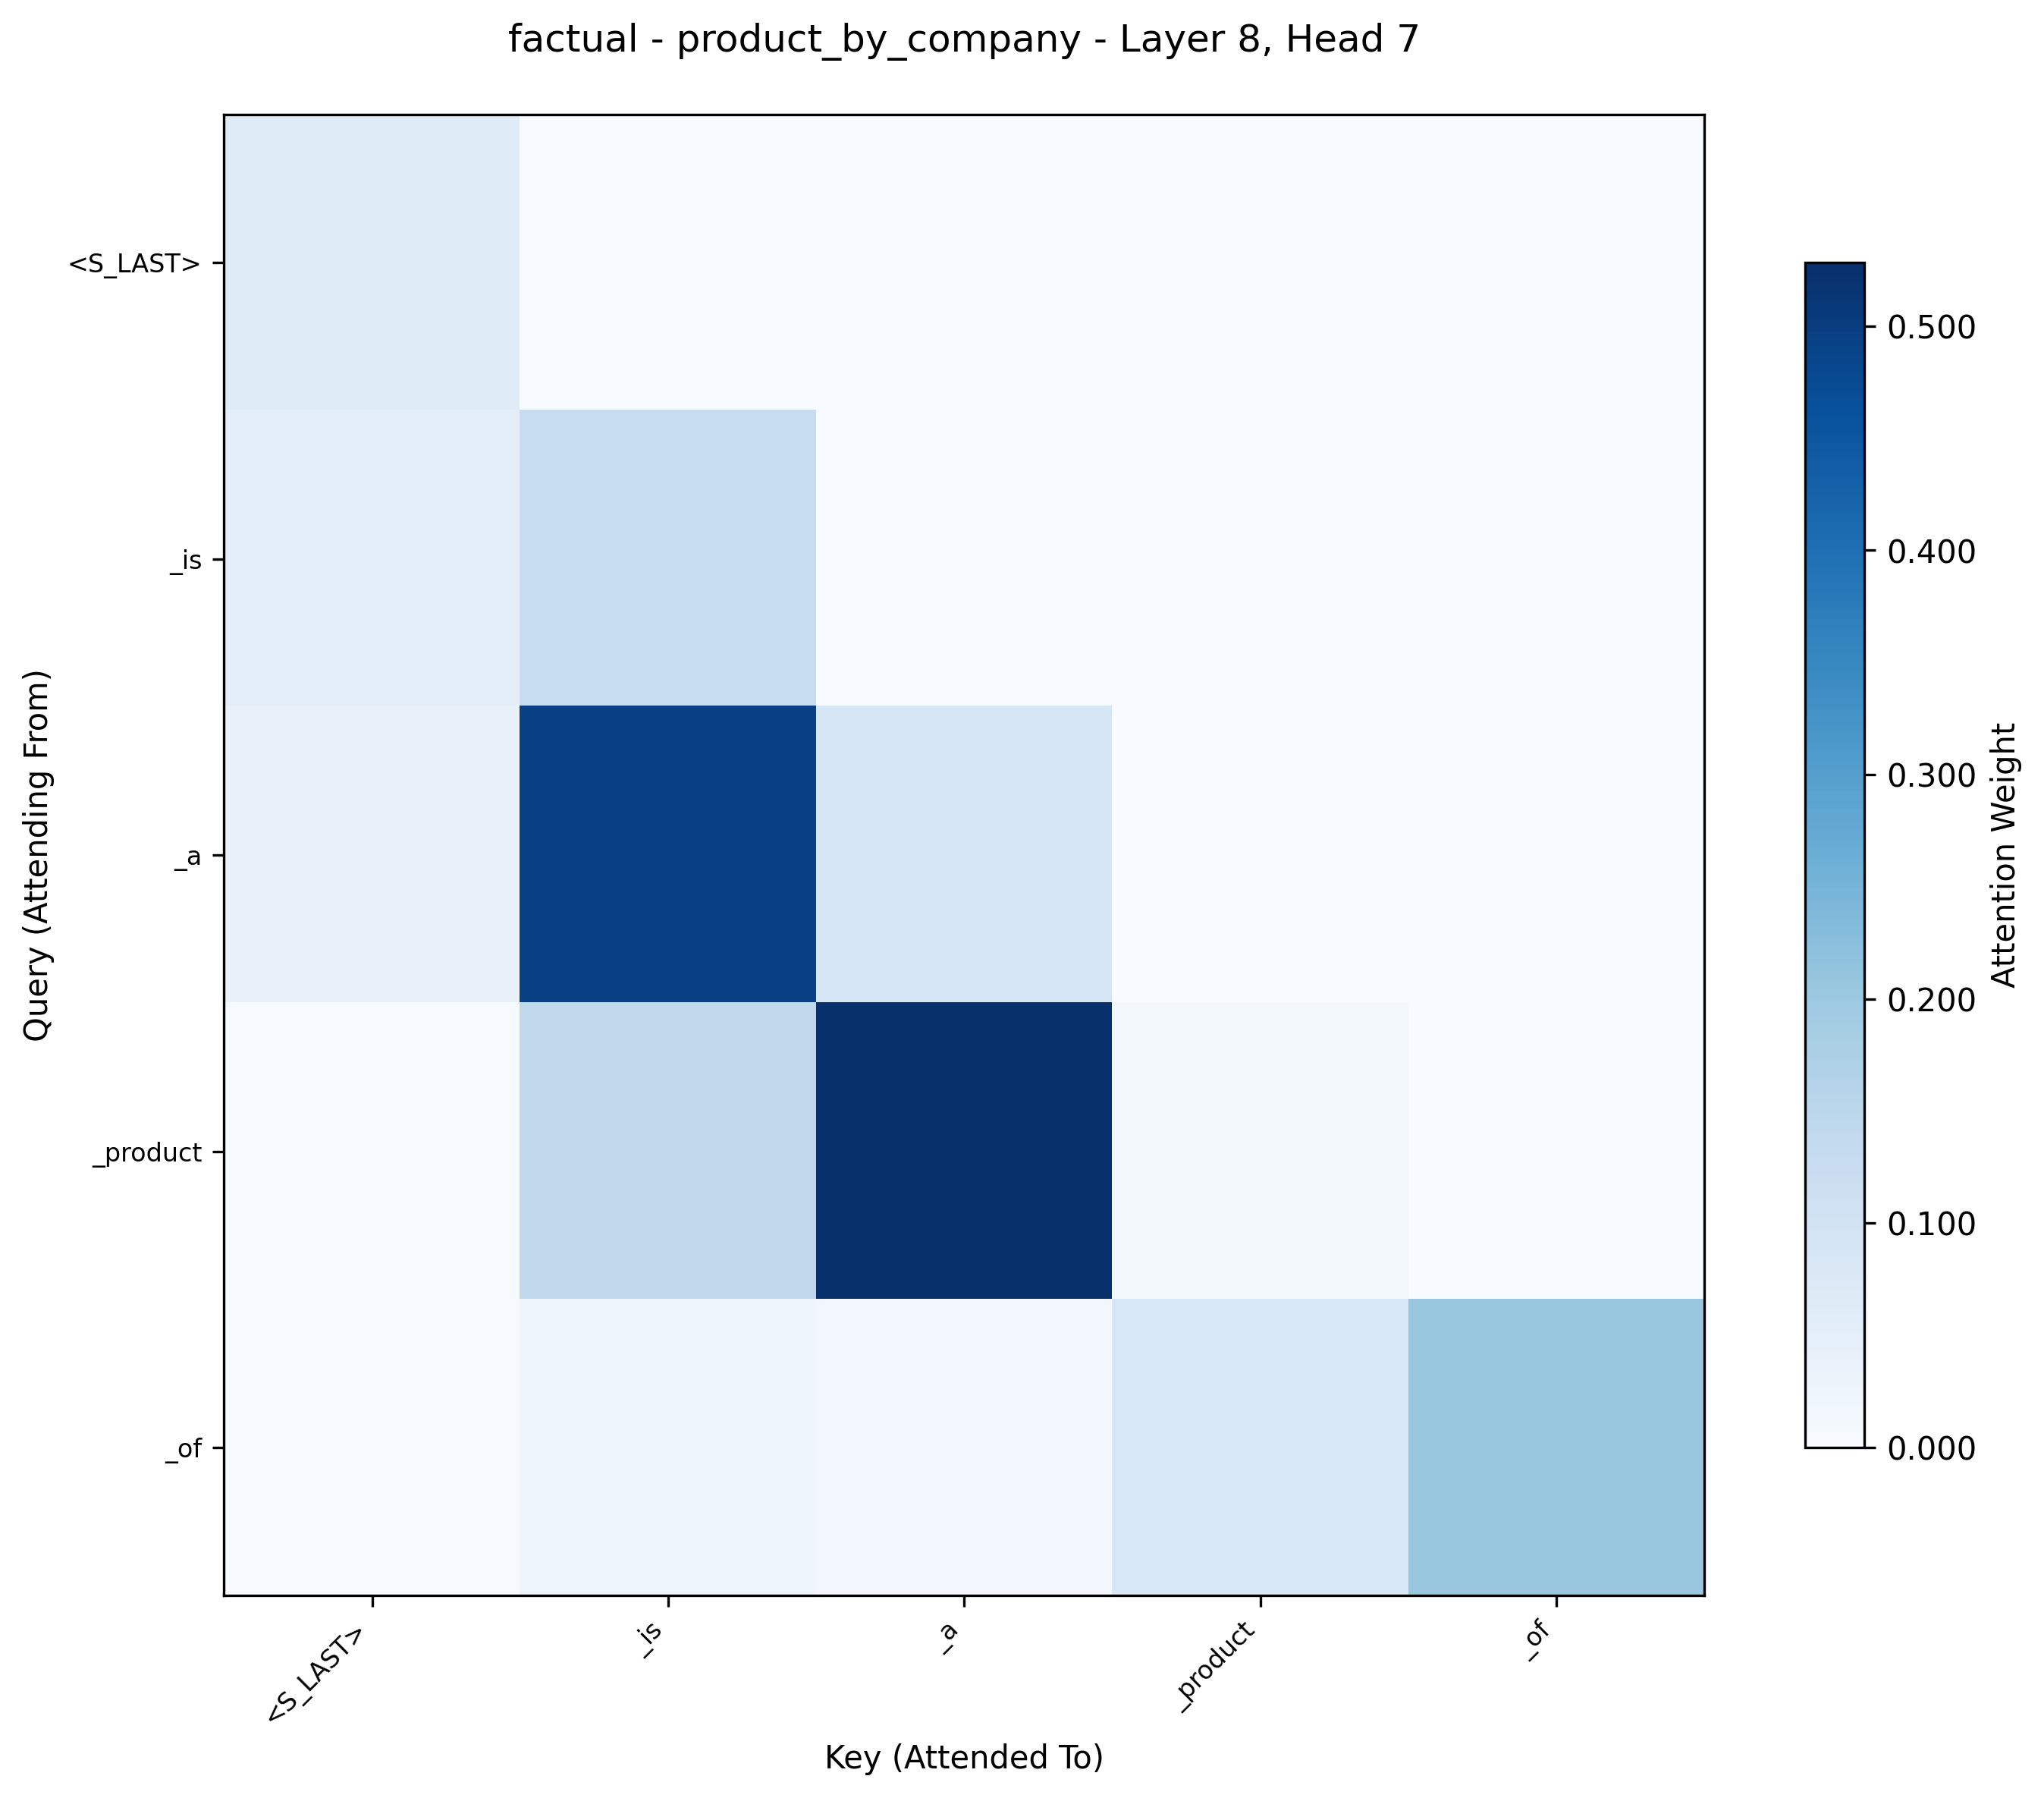 factual - product_by_company - Layer 8, Head 7
Query (Attending From)
<S_LAST>
_is
_a
_product
_of
<S_LAST>
_is
_a
_product
_of
Key (Attended To)
0.500
0.400
0.300
0.200
0.100
0.000
Attention Weight